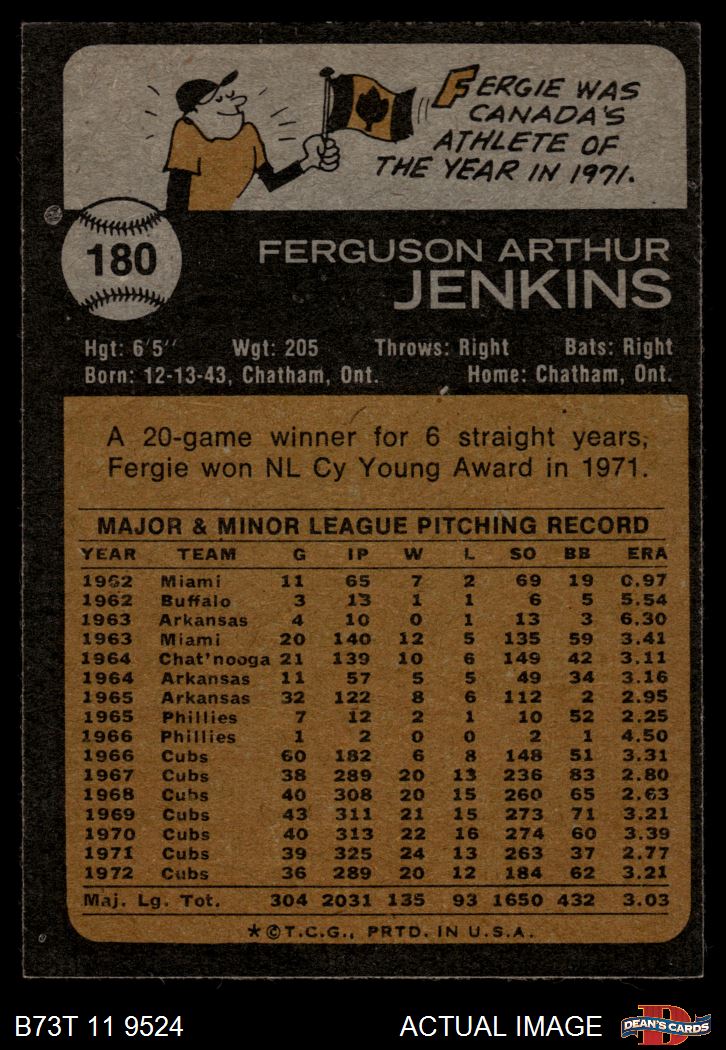 FERGIE WAS
CANADA'S
ATHLETE OF
THE YEAR IN 1971.
180
FERGUSON ARTHUR
JENKINS
Hgt: 6'5" Wgt: 205 Throws: Right Bats: Right
Born: 12-13-43, Chatham, Ont. Home: Chatham, Ont.
A 20-game winner for 6 straight years,
Fergie won NL Cy Young Award in 1971.
MAJOR & MINOR LEAGUE PITCHING RECORD
YEAR TEAM G IP W L SO BB ERA
1962 Miami 11 65 7 2 69 19 0.97
1962 Buffalo 3 13 1 1 6 5 5.54
1963 Arkansas 4 10 0 1 13 3 6.30
1963 Miami 20 140 12 5 135 59 3.41
1964 Chat'nooga 21 139 10 6 149 42 3.11
1964 Arkansas 11 57 5 5 49 34 3.16
1965 Arkansas 32 122 8 6 112 2 2.95
1965 Phillies 7 12 2 1 10 52 2.25
1966 Phillies 1 2 0 0 2 1 4.50
1966 Cubs 60 182 6 8 148 51 3.31
1967 Cubs 38 289 20 13 236 83 2.80
1968 Cubs 40 308 20 15 260 65 2.63
1969 Cubs 43 311 21 15 273 71 3.21
1970 Cubs 40 313 22 16 274 60 3.39
1971 Cubs 39 325 24 13 263 37 2.77
1972 Cubs 36 289 20 12 184 62 3.21
Maj. Lg. Tot. 304 2031 135 93 1650 432 3.03
*©T.C.G., PRTD. IN U.S.A.
B73T 11 9524 ACTUAL IMAGE D DEAN'S CARDS